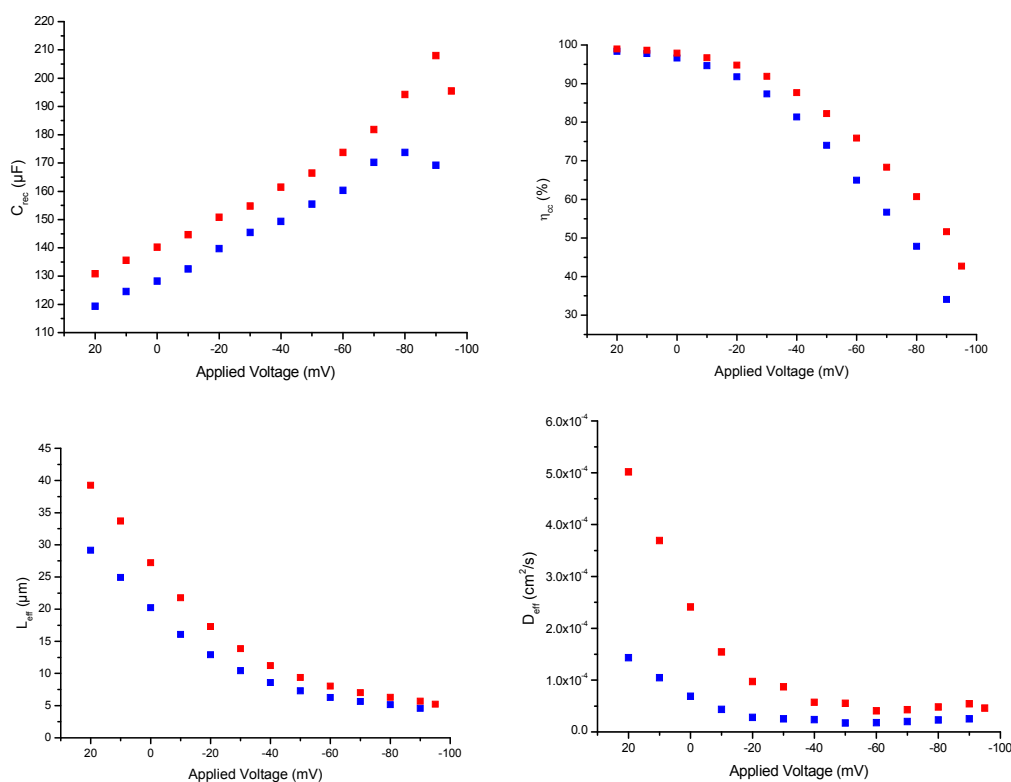 220
210
200
190
180
170
160
150
140
130
120
110
C_rec (µF)
20 0 -20 -40 -60 -80 -100
Applied Voltage (mV)
100
90
80
70
60
50
40
30
η_cc (%)
20 0 -20 -40 -60 -80 -100
Applied Voltage (mV)
45
40
35
30
25
20
15
10
5
0
L_eff (µm)
20 0 -20 -40 -60 -80 -100
Applied Voltage (mV)
6.0x10⁻⁴
5.0x10⁻⁴
4.0x10⁻⁴
3.0x10⁻⁴
2.0x10⁻⁴
1.0x10⁻⁴
0.0
D_eff (cm²/s)
20 0 -20 -40 -60 -80 -100
Applied Voltage (mV)